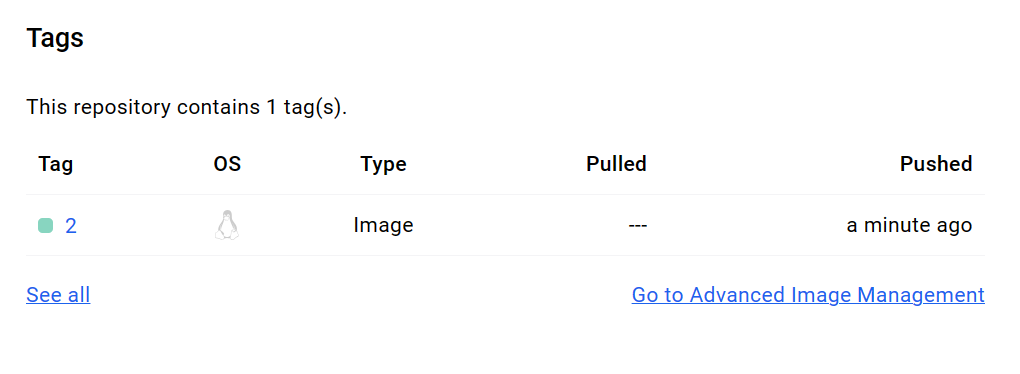 Tags
This repository contains 1 tag(s).
Tag OS Type Pulled Pushed
2 Image --- a minute ago
See all Go to Advanced Image Management